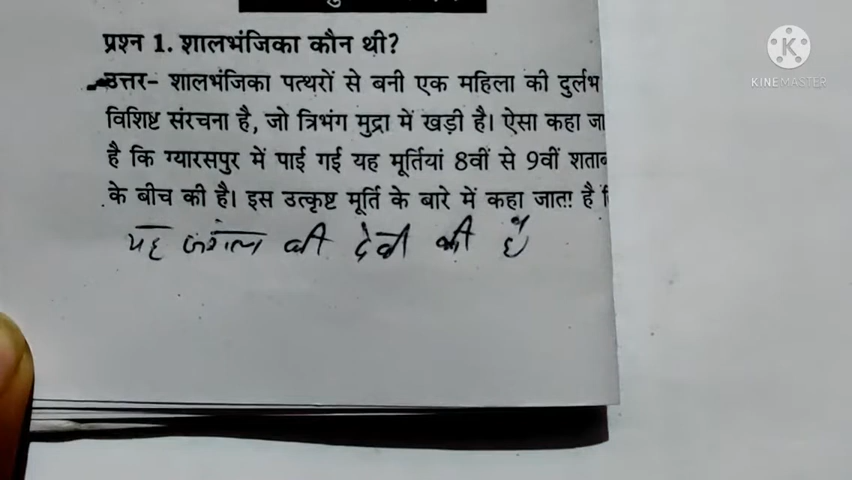 प्रश्न 1. शालभंजिका कौन थी?
उत्तर- शालभंजिका पत्थरों से बनी एक महिला की दुर्लभ
विशिष्ट संरचना है, जो त्रिभंग मुद्रा में खड़ी है। ऐसा कहा जा
है कि ग्यारसपुर में पाई गई यह मूर्तियां 8वीं से 9वीं शताब
के बीच की है। इस उत्कृष्ट मूर्ति के बारे में कहा जाता है
यह जंगल की देवी की है
K
KINEMASTER